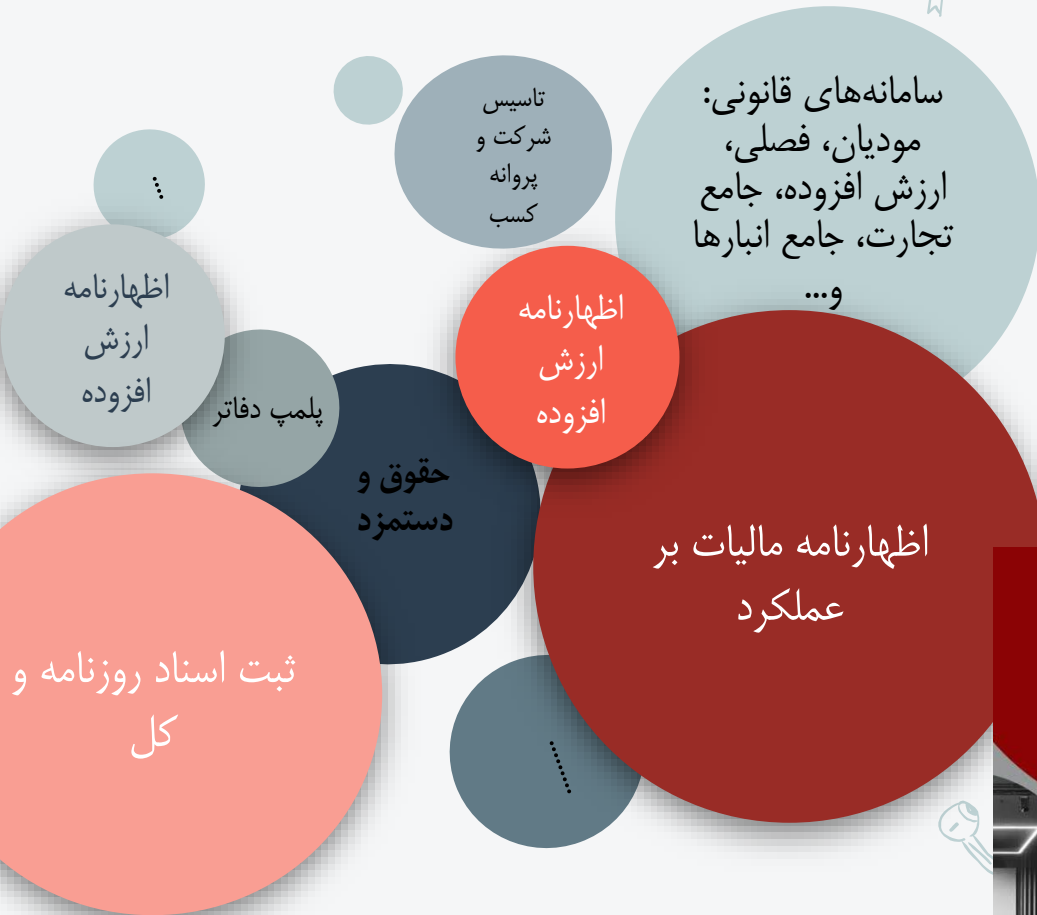 سامانه‌های قانونی:
مودیان، فصلی،
ارزش افزوده، جامع
تجارت، جامع انبارها
و...
تاسیس
شرکت و
پروانه
کسب
...
اظهارنامه
ارزش
افزوده
اظهارنامه
ارزش
افزوده
پلمپ دفاتر
حقوق و
دستمزد
اظهارنامه مالیات بر
عملکرد
ثبت اسناد روزنامه و
کل
........